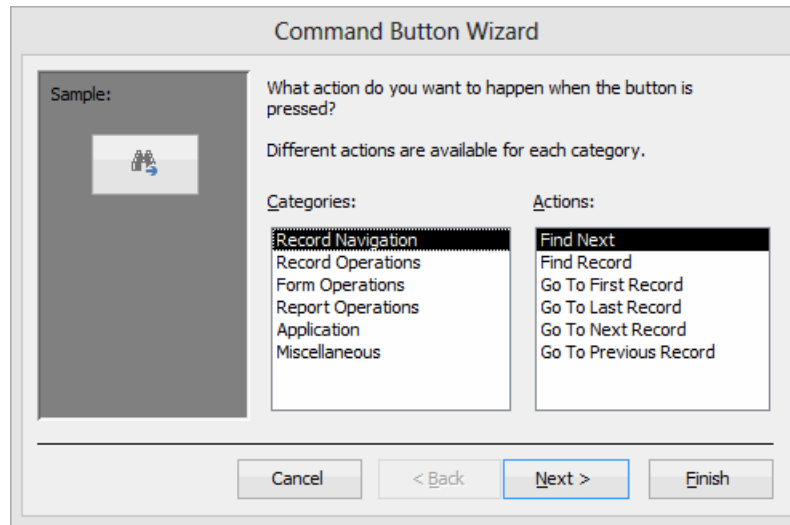 Command Button Wizard
Sample:
What action do you want to happen when the button is
pressed?
Different actions are available for each category.
Categories:
Record Navigation
Record Operations
Form Operations
Report Operations
Application
Miscellaneous
Actions:
Find Next
Find Record
Go To First Record
Go To Last Record
Go To Next Record
Go To Previous Record
Cancel
< Back
Next >
Finish